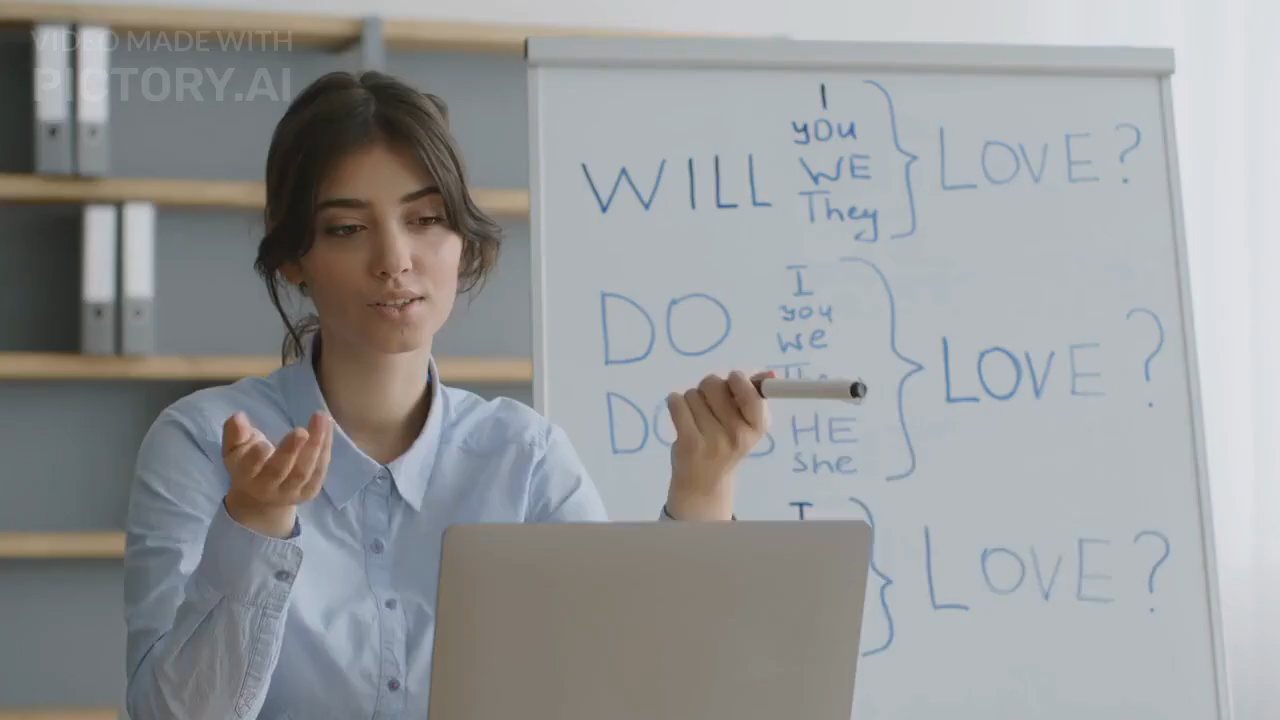 VIDEO MADE WITH
PICTORY.AI
I
you
WILL WE LOVE?
They
I
you
DO we LOVE?
HE
she
I
LOVE?